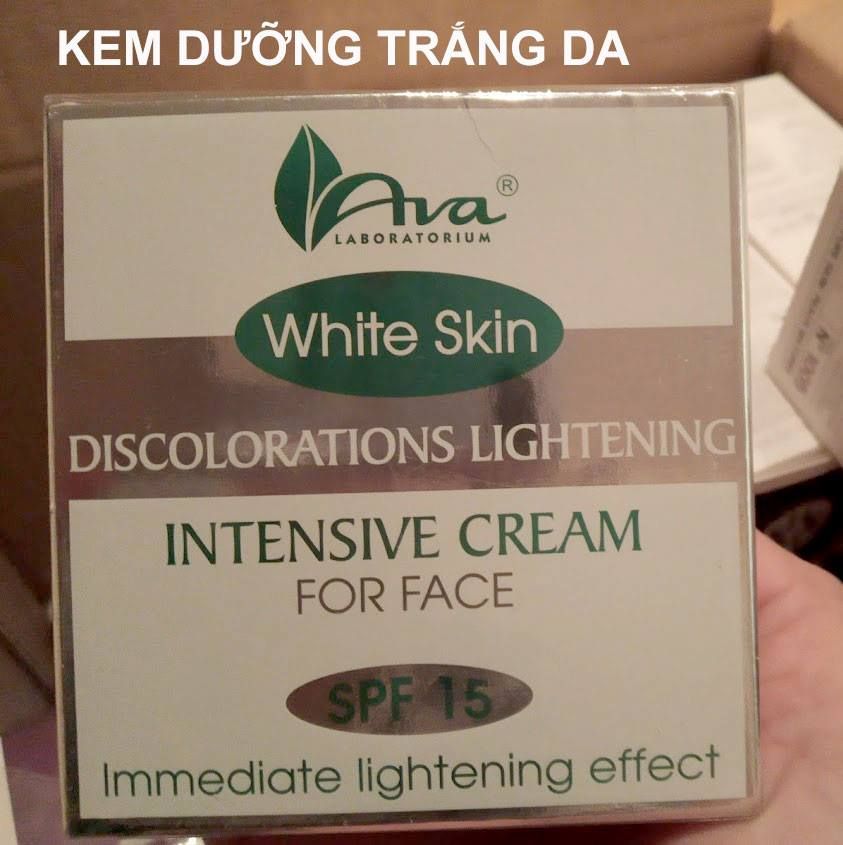 KEM DƯỠNG TRẮNG DA
Ava ®
LABORATORIUM
White Skin
DISCOLORATIONS LIGHTENING
INTENSIVE CREAM
FOR FACE
SPF 15
Immediate lightening effect